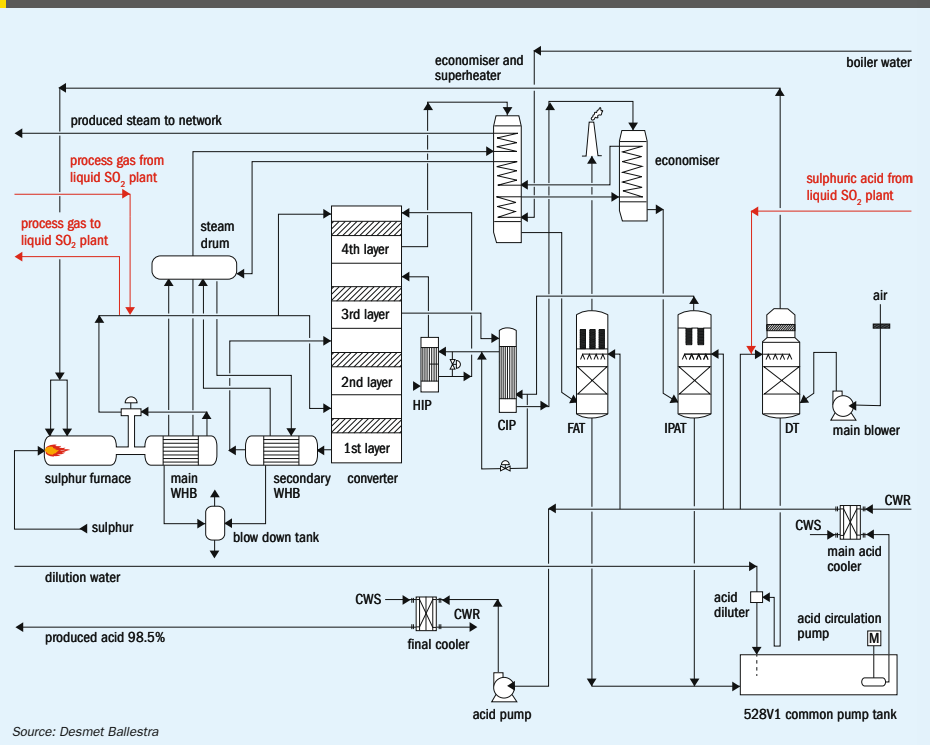 economiser and
superheater
boiler water
produced steam to network
process gas from
liquid SO2 plant
economiser
sulphuric acid from
liquid SO2 plant
process gas to
liquid SO2 plant
steam
drum
4th layer
air
3rd layer
2nd layer
HIP
CIP
FAT
IPAT
DT
main blower
1st layer
sulphur furnace
main
WHB
secondary
WHB
converter
CWR
sulphur
blow down tank
CWS
main acid
cooler
dilution water
CWS
CWR
acid
diluter
acid circulation
pump
M
produced acid 98.5%
final cooler
acid pump
528V1 common pump tank
Source: Desmet Ballestra